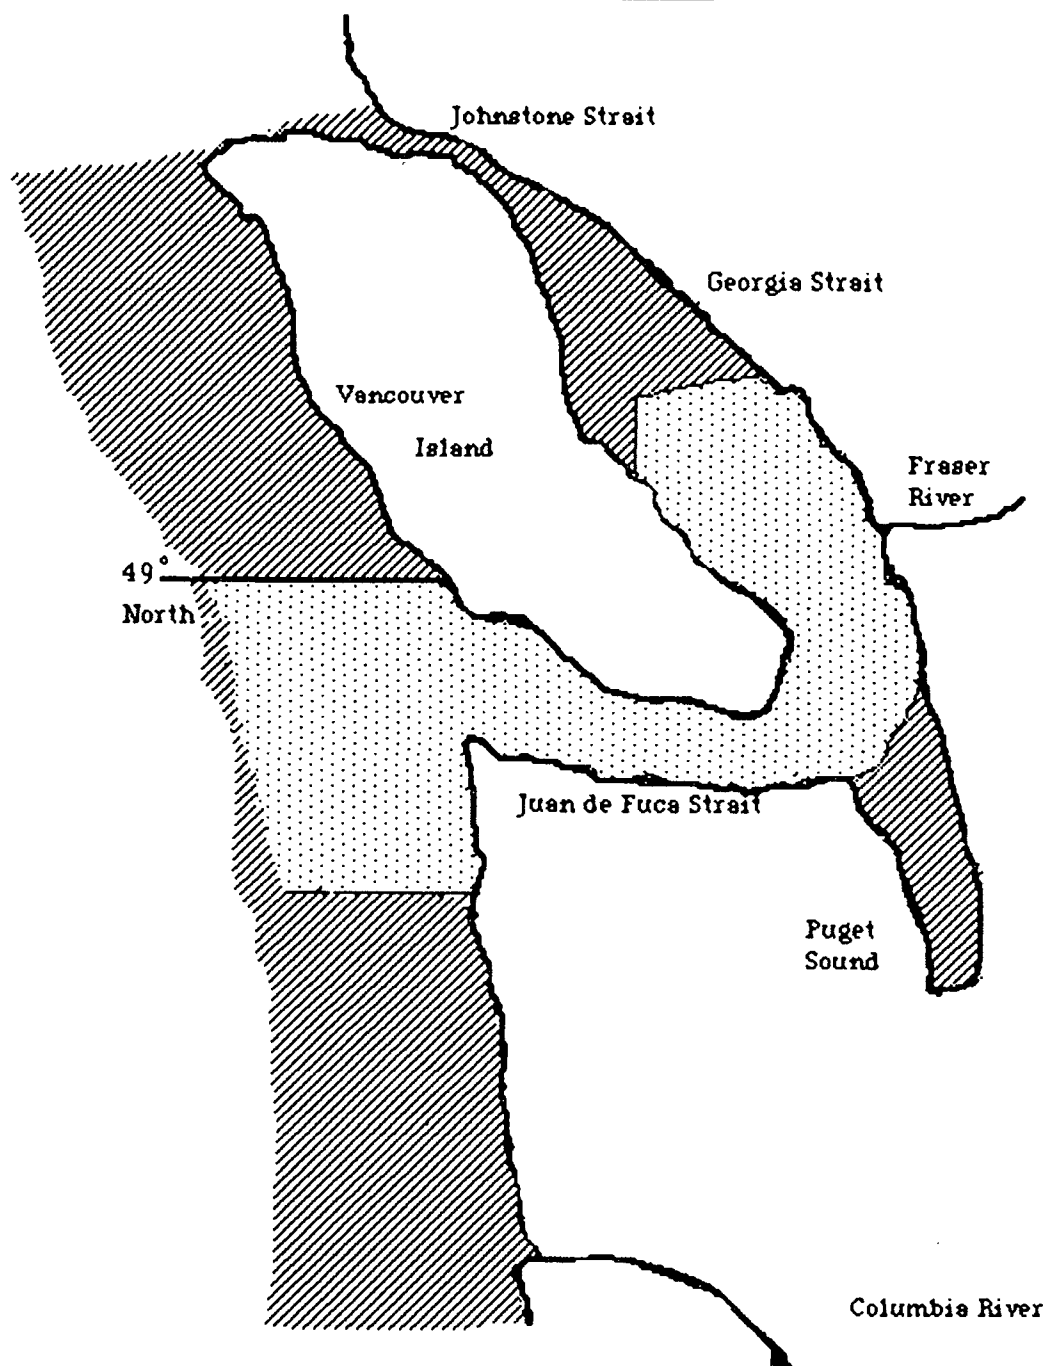 Johnstone Strait
Georgia Strait
Vancouver
Island
Fraser
River
49°
North
Juan de Fuca Strait
Puget
Sound
Columbia River